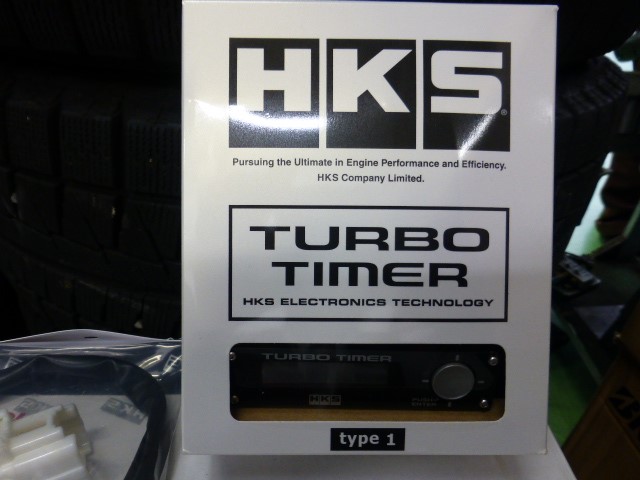 HKS
Pursuing the Ultimate in Engine Performance and Efficiency.
HKS Company Limited.
TURBO
TIMER
HKS ELECTRONICS TECHNOLOGY
TURBO TIMER
HKS
type 1